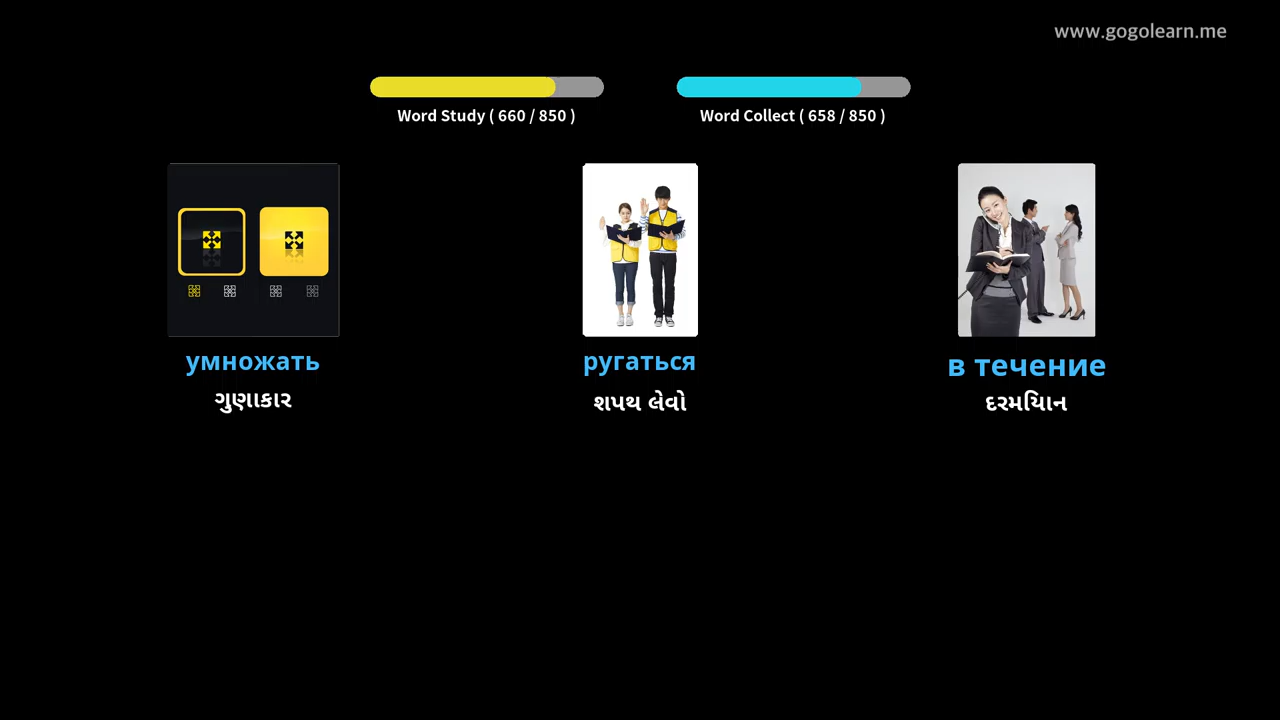 www.gogolearn.me
Word Study ( 660 / 850 )
Word Collect ( 658 / 850 )
умножать
ругаться
в течение
ગુણાકાર
શપથ લેવો
દરમિયાન